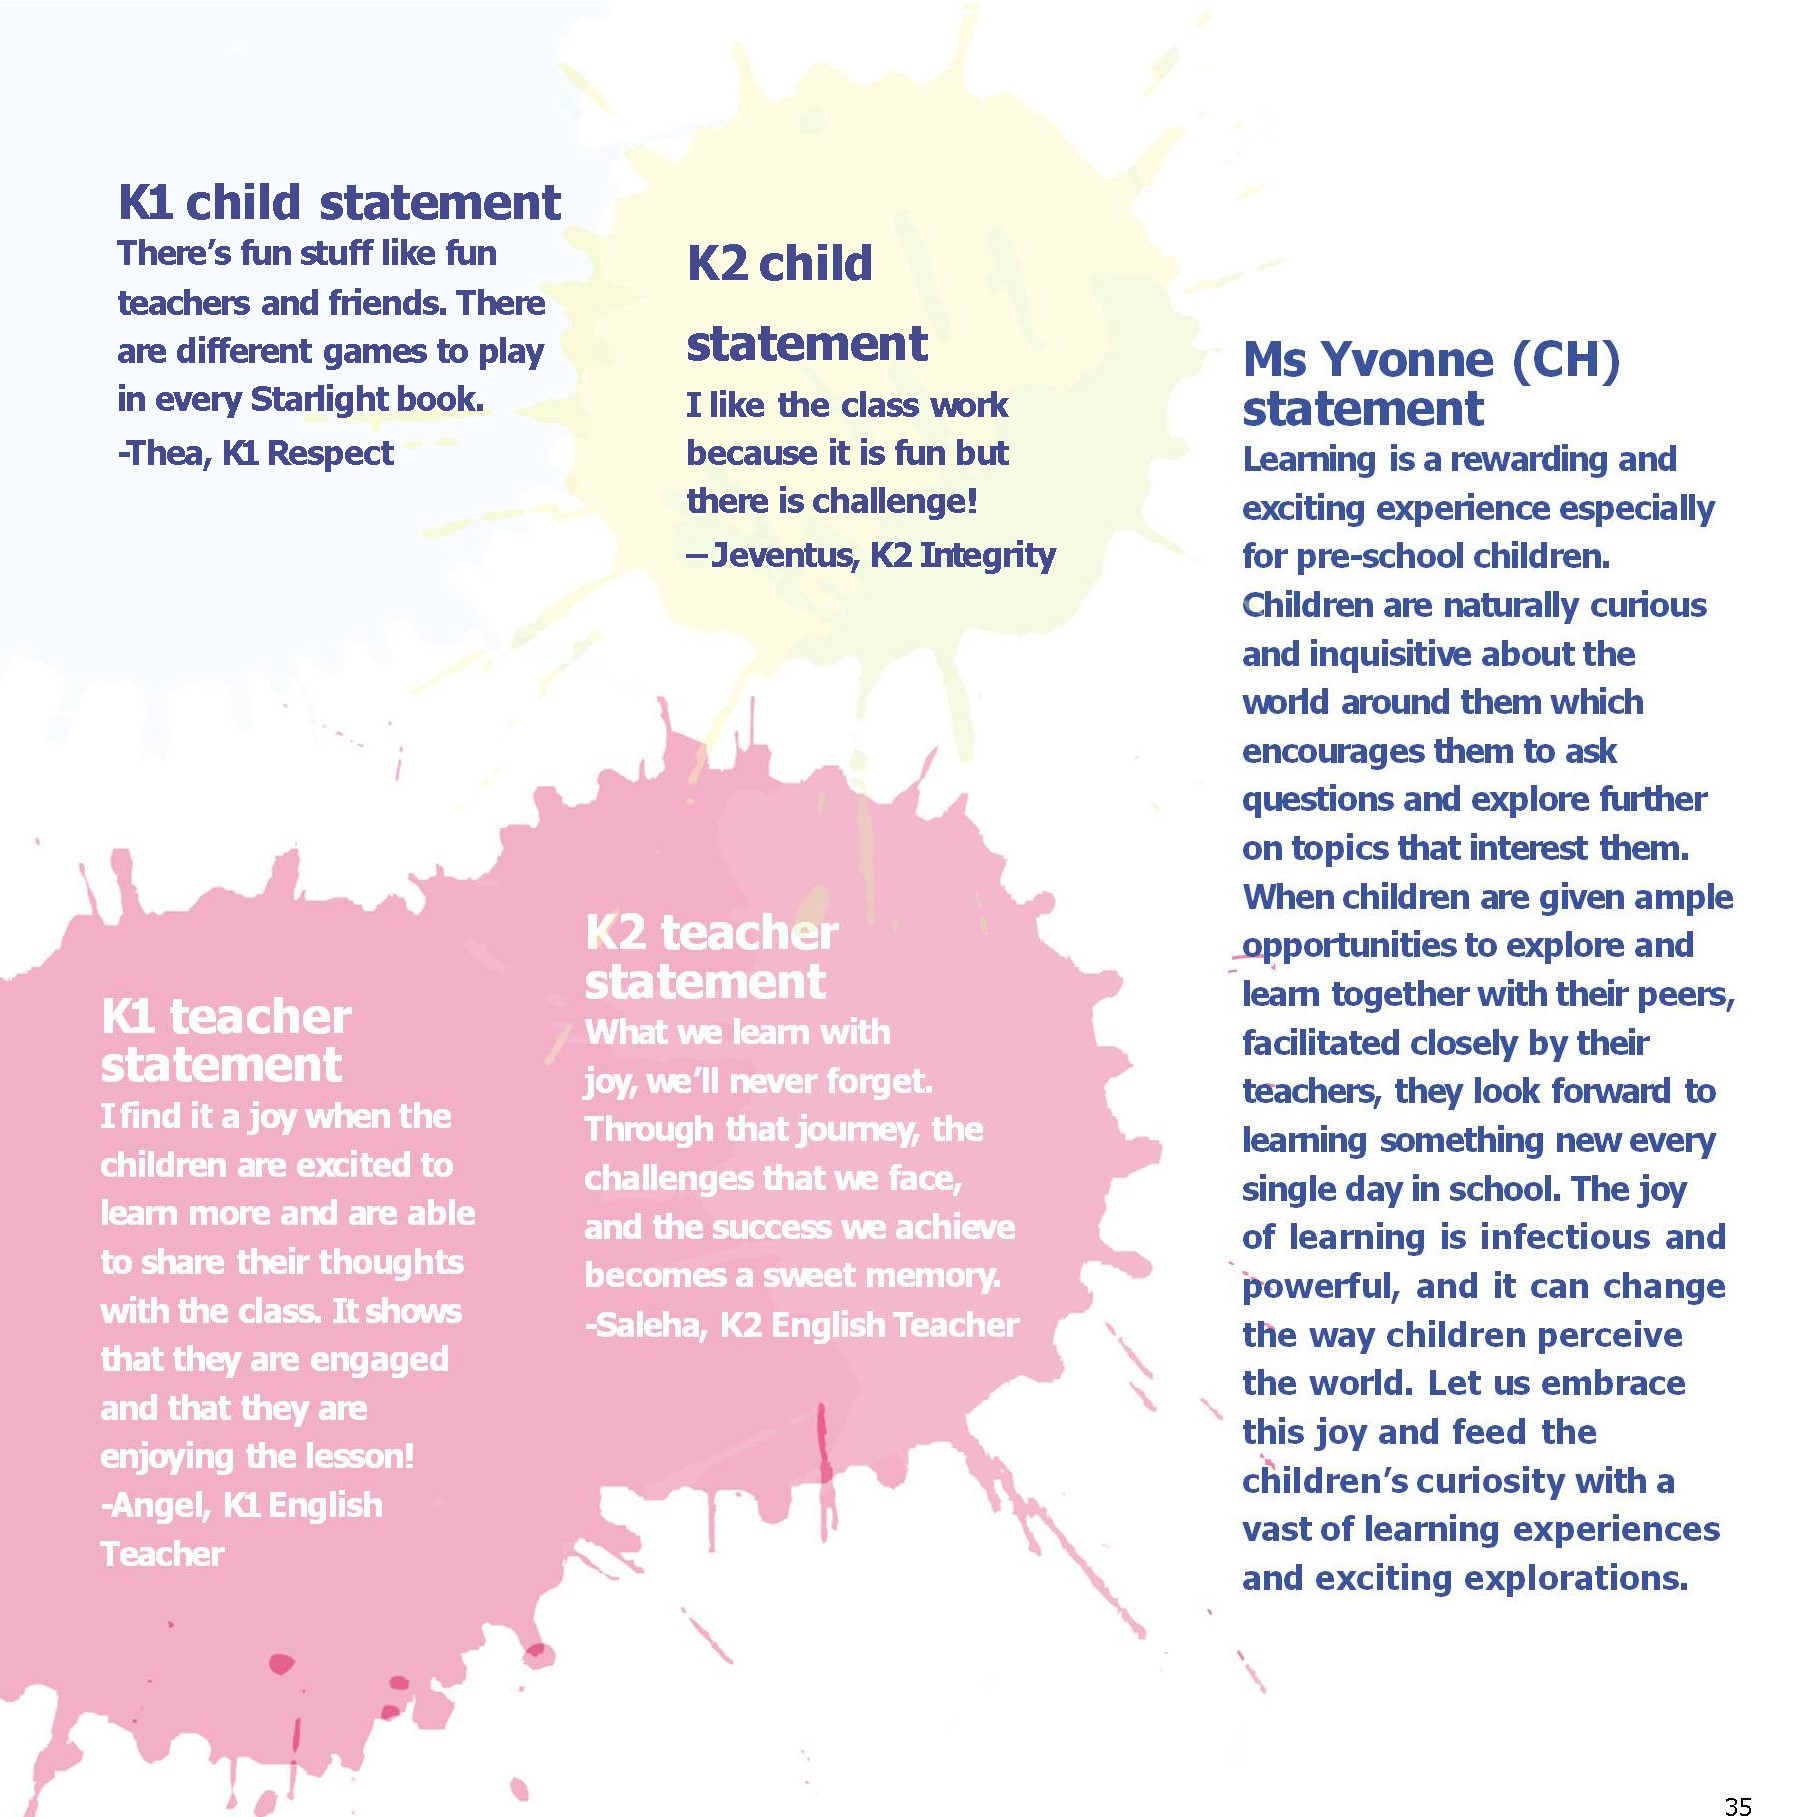 K1 child statement
There’s fun stuff like fun
teachers and friends. There
are different games to play
in every Starlight book.
-Thea, K1 Respect
K2 child
statement
I like the class work
because it is fun but
there is challenge!
– Jeventus, K2 Integrity
K1 teacher
statement
I find it a joy when the
children are excited to
learn more and are able
to share their thoughts
with the class. It shows
that they are engaged
and that they are
enjoying the lesson!
-Angel, K1 English
Teacher
K2 teacher
statement
What we learn with
joy, we’ll never forget.
Through that journey, the
challenges that we face,
and the success we achieve
becomes a sweet memory.
-Saleha, K2 English Teacher
Ms Yvonne (CH)
statement
Learning is a rewarding and
exciting experience especially
for pre-school children.
Children are naturally curious
and inquisitive about the
world around them which
encourages them to ask
questions and explore further
on topics that interest them.
When children are given ample
opportunities to explore and
learn together with their peers,
facilitated closely by their
teachers, they look forward to
learning something new every
single day in school. The joy
of learning is infectious and
powerful, and it can change
the way children perceive
the world. Let us embrace
this joy and feed the
children’s curiosity with a
vast of learning experiences
and exciting explorations.
35